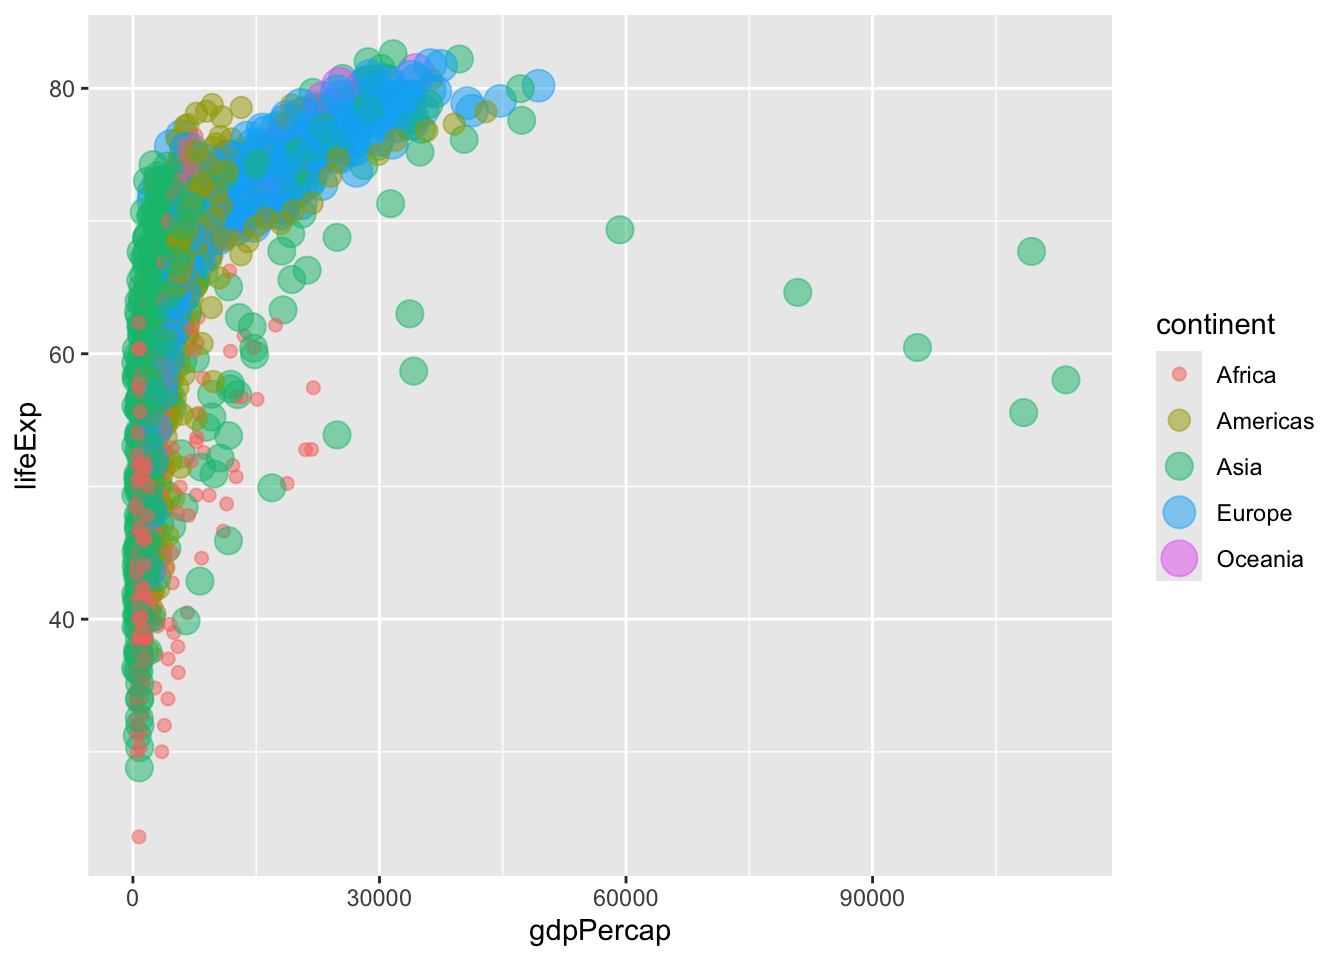 80
60
40
lifeExp
0
30000
60000
90000
gdpPercap
continent
Africa
Americas
Asia
Europe
Oceania